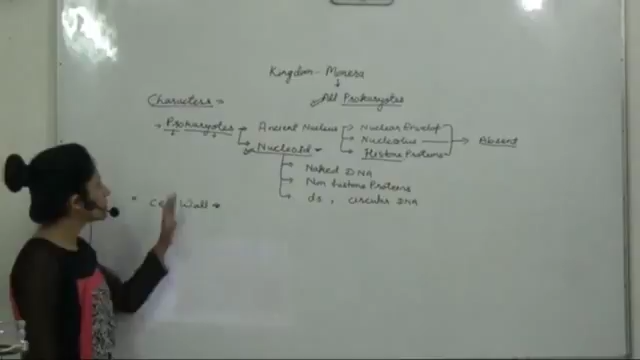 Kingdom - Monera
All Prokaryotes
Characters -
Prokaryotes → Ancient Nucleus → Nuclear Envelop
Nucleoid - → Nucleolus → Absent
→ Histone Proteins
→ Naked DNA
→ Non histone Proteins
→ ds, circular DNA
" Cell Wall →